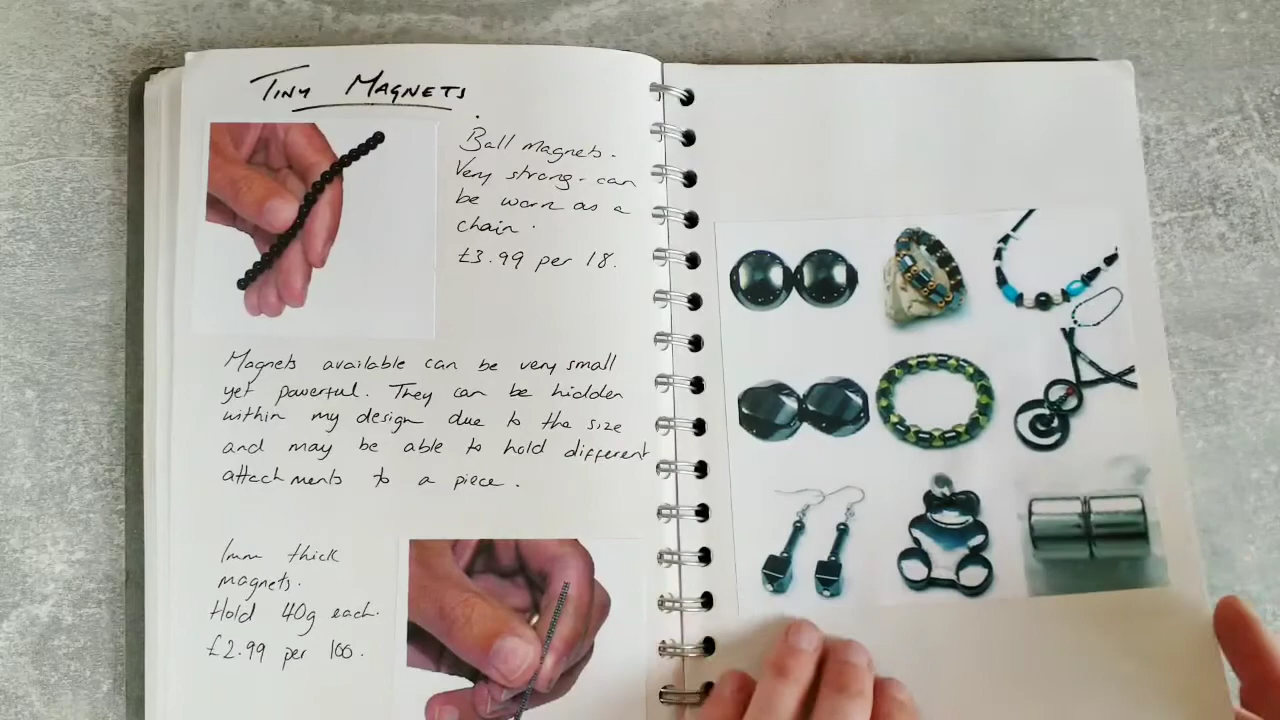 TINY MAGNETS
Ball magnets.
Very strong - can
be worn as a
chain.
£3.99 per 18.
Magnets available can be very small
yet powerful. They can be hidden
within my design due to the size
and may be able to hold different
attachments to a piece.
1mm thick
magnets.
Hold 40g each.
£2.99 per 100.